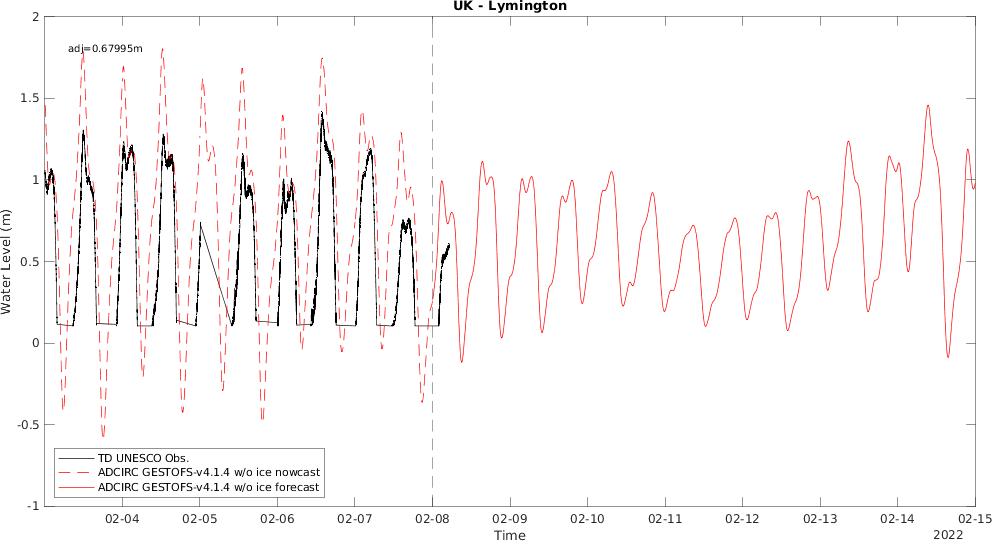 UK - Lymington
adj=0.67995m
2
1.5
1
0.5
0
-0.5
-1
Water Level (m)
TD UNESCO Obs.
ADCIRC GESTOFS-v4.1.4 w/o ice nowcast
ADCIRC GESTOFS-v4.1.4 w/o ice forecast
02-04 02-05 02-06 02-07 02-08 02-09 02-10 02-11 02-12 02-13 02-14 02-15
Time
2022